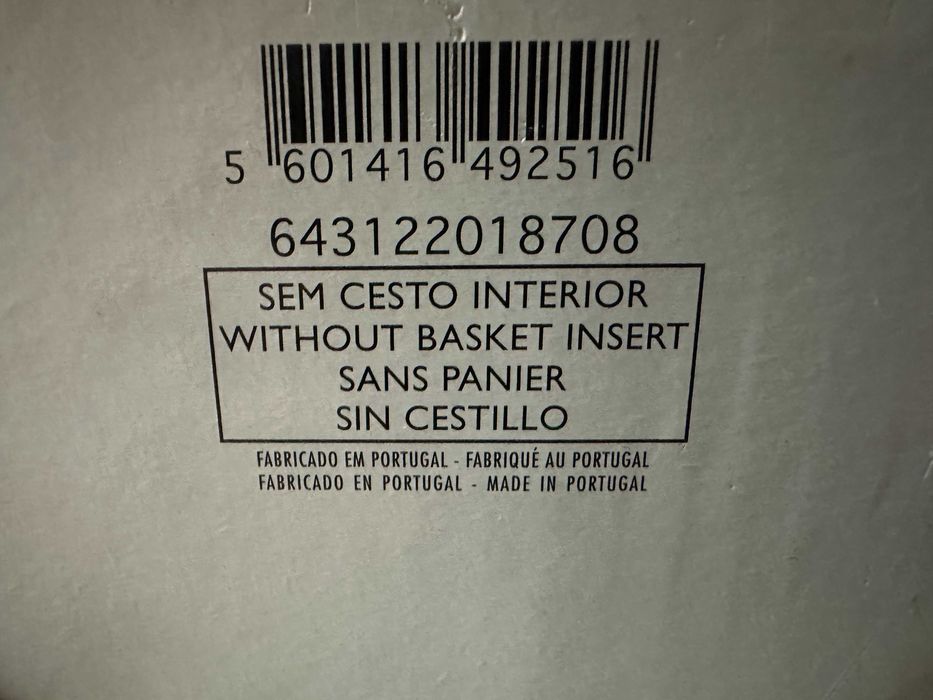 5 601416 492516
643122018708
SEM CESTO INTERIOR
WITHOUT BASKET INSERT
SANS PANIER
SIN CESTILLO
FABRICADO EM PORTUGAL - FABRIQUÉ AU PORTUGAL
FABRICADO EN PORTUGAL - MADE IN PORTUGAL